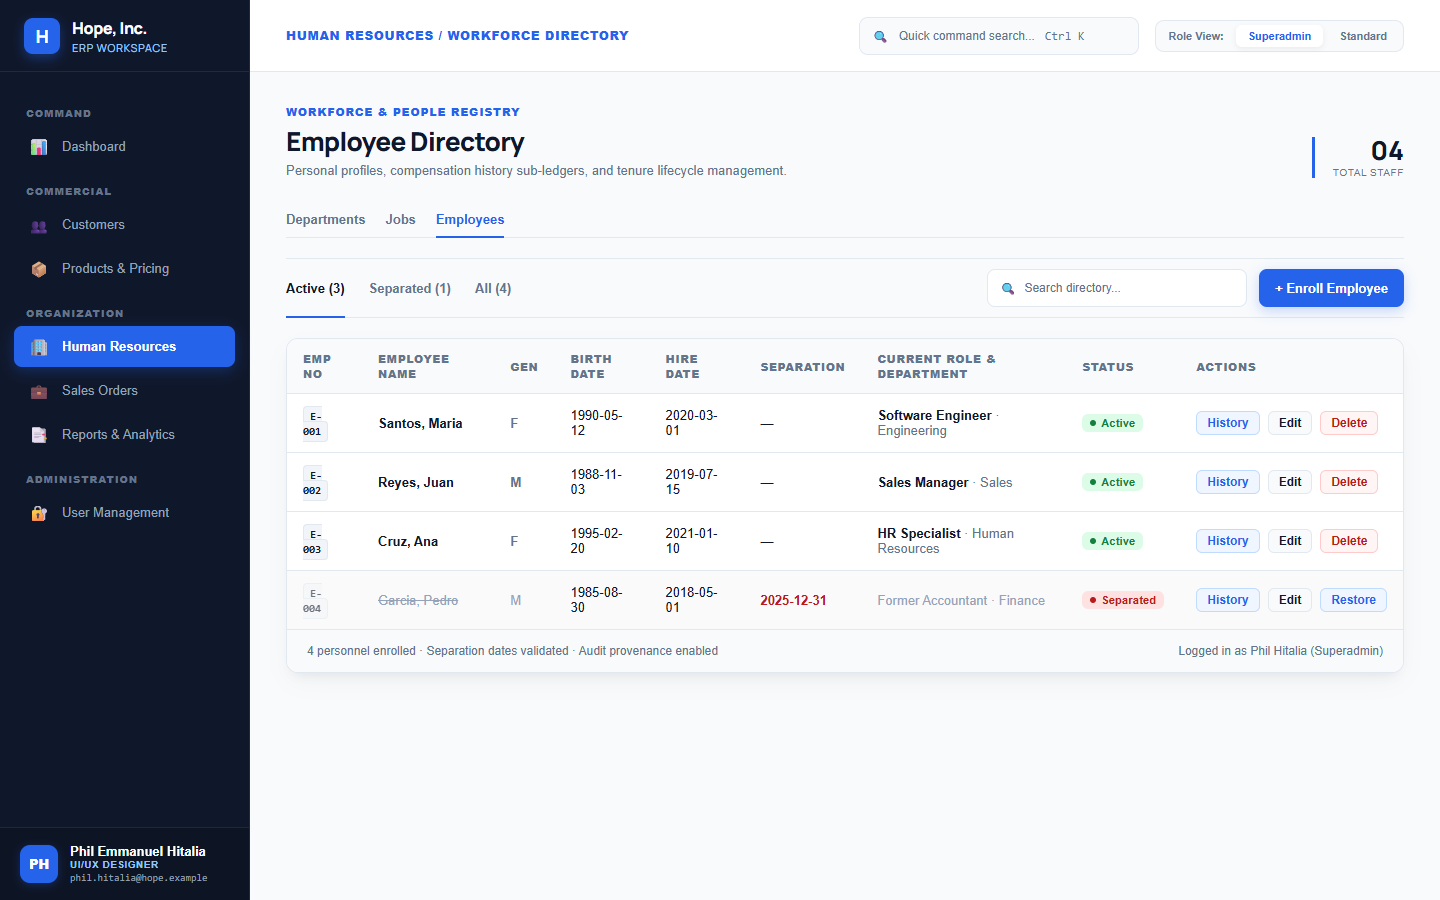 H
Hope, Inc.
ERP WORKSPACE
COMMAND
Dashboard
COMMERCIAL
Customers
Products & Pricing
ORGANIZATION
Human Resources
Sales Orders
Reports & Analytics
ADMINISTRATION
User Management
PH
Phil Emmanuel Hitalia
UI/UX DESIGNER
phil.hitalia@hope.example
HUMAN RESOURCES / WORKFORCE DIRECTORY
Quick command search... Ctrl K
Role View: Superadmin Standard
WORKFORCE & PEOPLE REGISTRY
Employee Directory
Personal profiles, compensation history sub-ledgers, and tenure lifecycle management.
04
TOTAL STAFF
Departments Jobs Employees
Active (3) Separated (1) All (4)
Search directory...
+ Enroll Employee
EMP NO EMPLOYEE NAME GEN BIRTH DATE HIRE DATE SEPARATION CURRENT ROLE & DEPARTMENT STATUS ACTIONS
E-001 Santos, Maria F 1990-05-12 2020-03-01 — Software Engineer · Engineering Active History Edit Delete
E-002 Reyes, Juan M 1988-11-03 2019-07-15 — Sales Manager · Sales Active History Edit Delete
E-003 Cruz, Ana F 1995-02-20 2021-01-10 — HR Specialist · Human Resources Active History Edit Delete
E-004 Garcia, Pedro M 1985-08-30 2018-05-01 2025-12-31 Former Accountant · Finance Separated History Edit Restore
4 personnel enrolled · Separation dates validated · Audit provenance enabled
Logged in as Phil Hitalia (Superadmin)